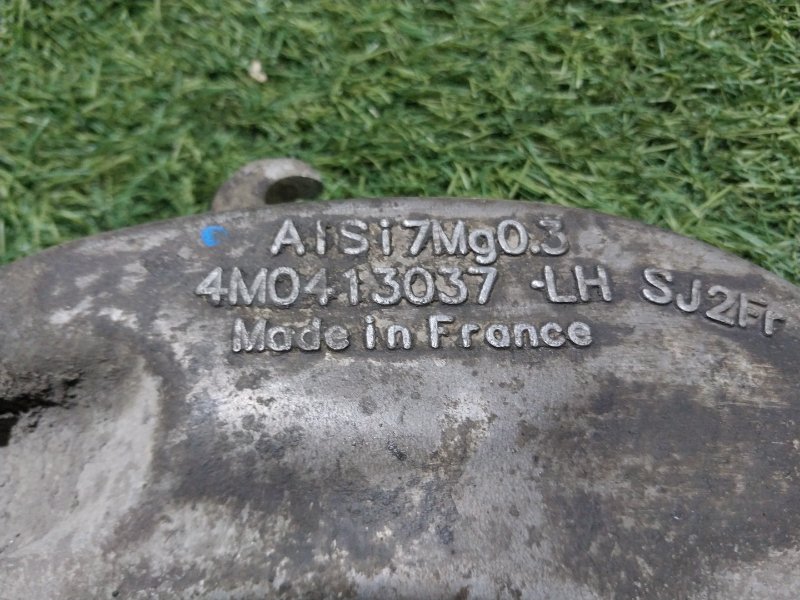 AlSi7Mg0.3
4M0413037 ·LH SJ2Fr
Made in France